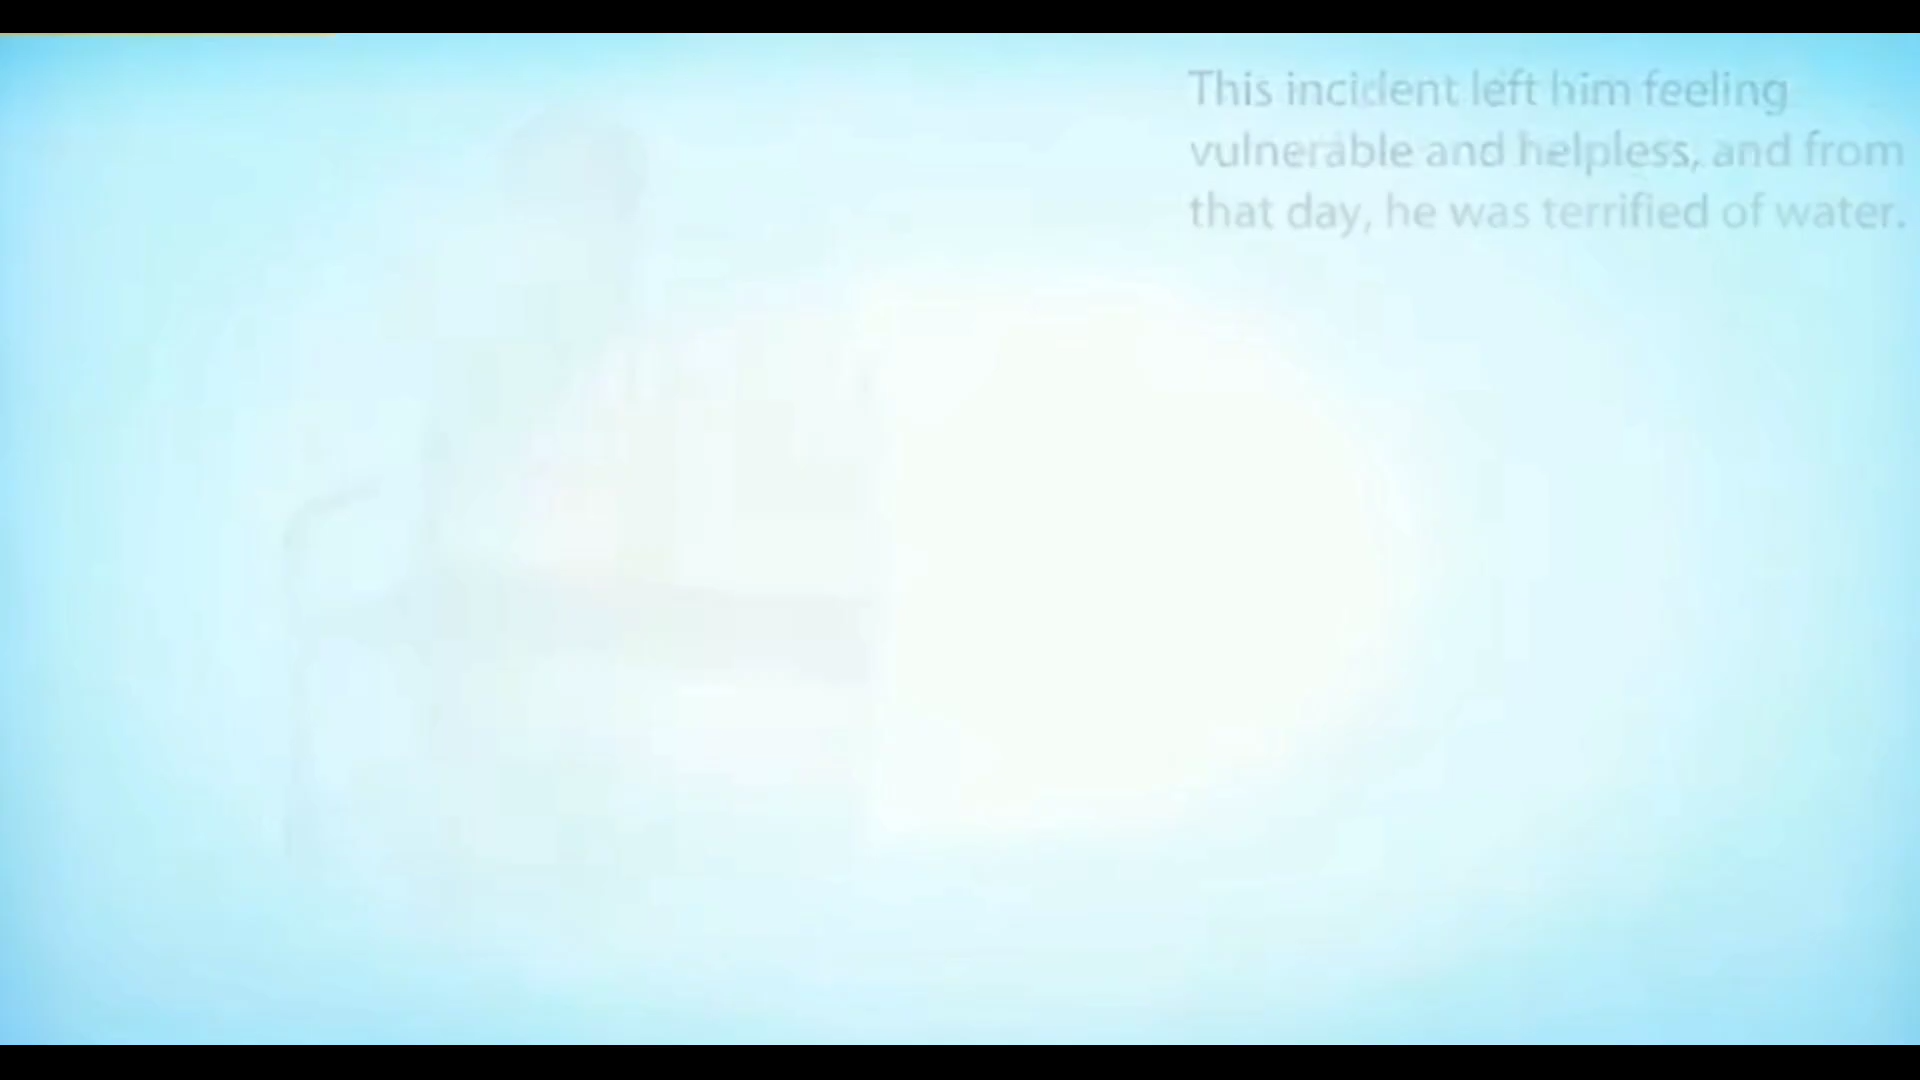 This incident left him feeling
vulnerable and helpless, and from
that day, he was terrified of water.